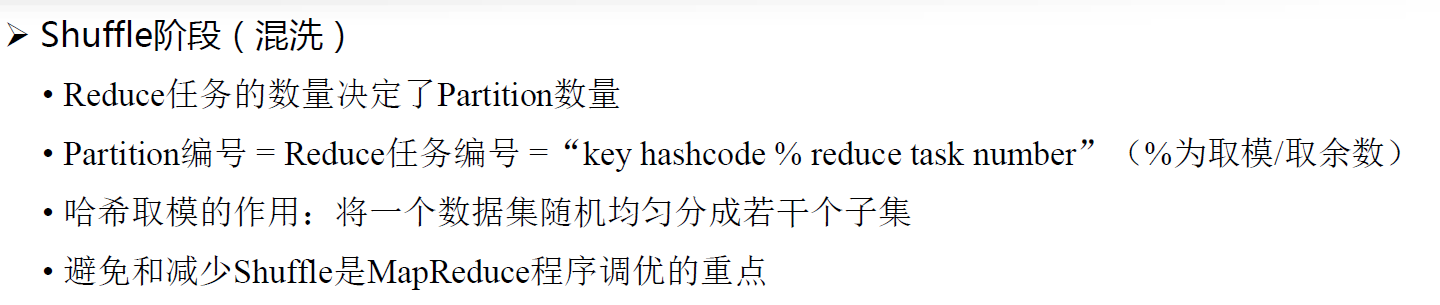 ➢ Shuffle阶段（混洗）
• Reduce任务的数量决定了Partition数量
• Partition编号 = Reduce任务编号 =“key hashcode % reduce task number”（%为取模/取余数）
• 哈希取模的作用：将一个数据集随机均匀分成若干个子集
• 避免和减少Shuffle是MapReduce程序调优的重点